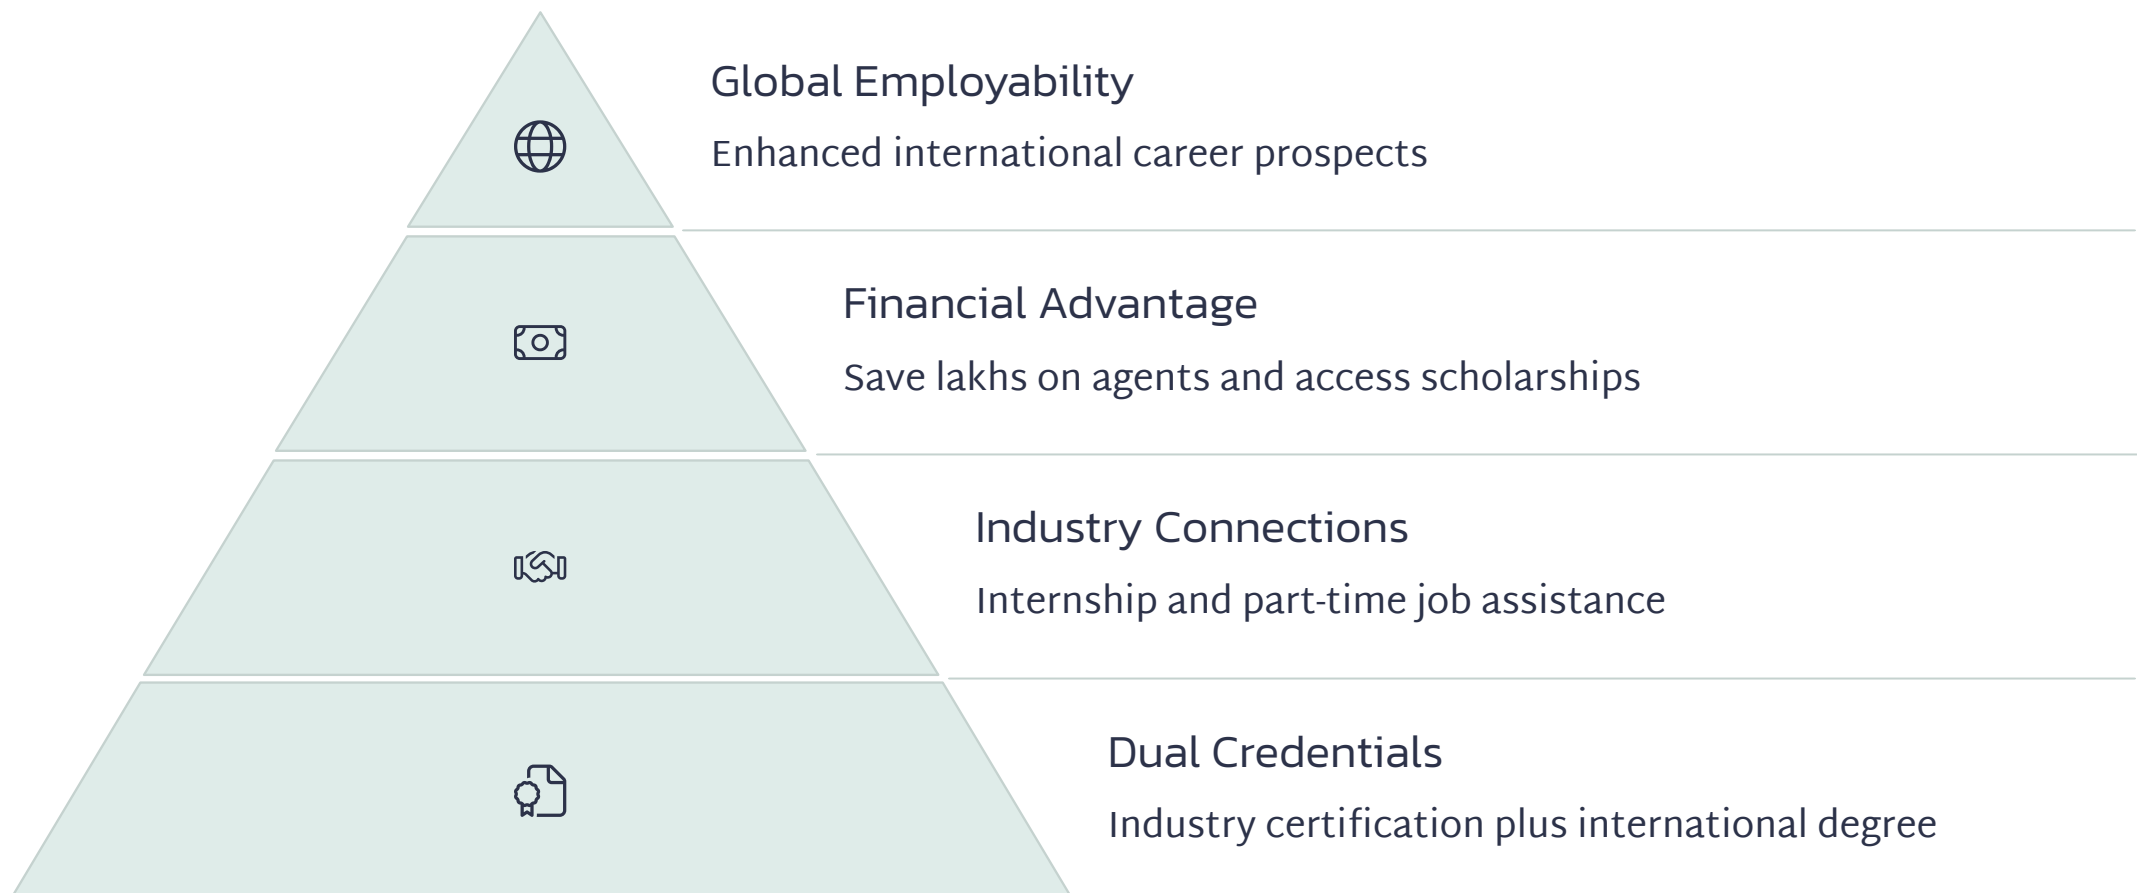 Global Employability
Enhanced international career prospects
Financial Advantage
Save lakhs on agents and access scholarships
Industry Connections
Internship and part-time job assistance
Dual Credentials
Industry certification plus international degree